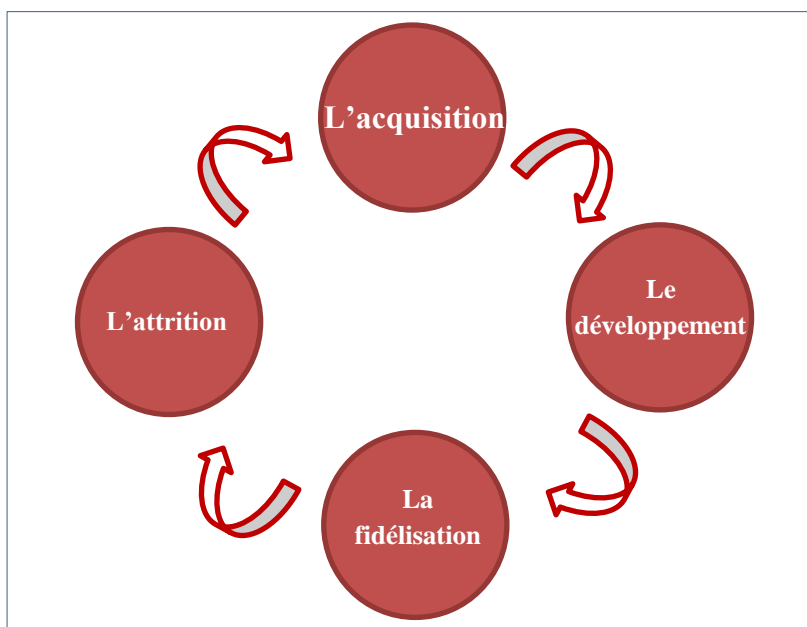 L’acquisition
Le
développement
La
fidélisation
L’attrition